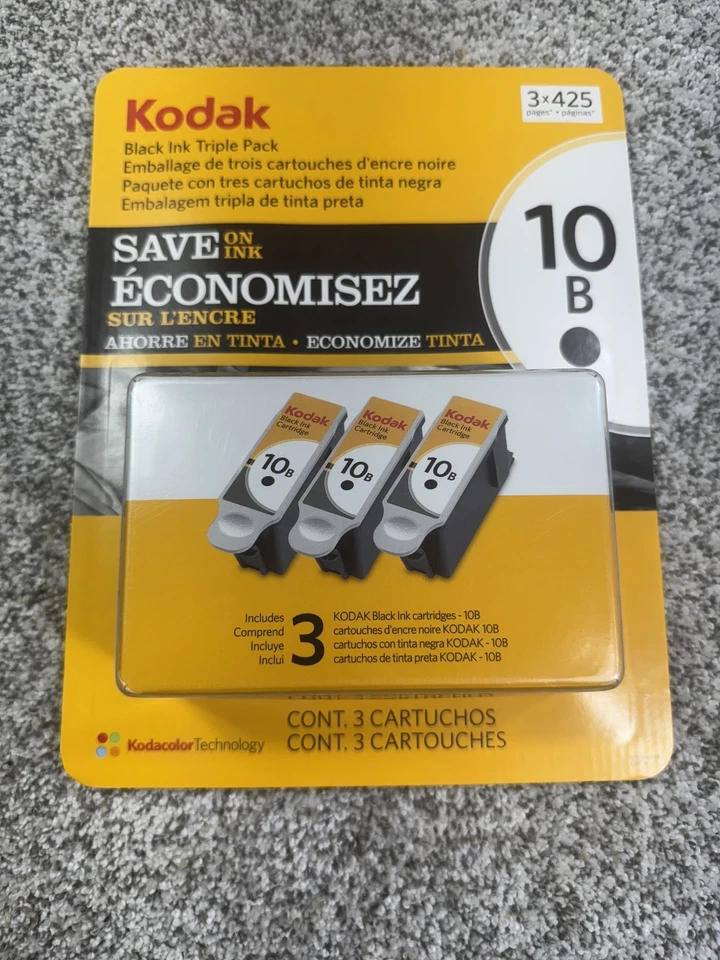 Kodak
Black Ink Triple Pack
Emballage de trois cartouches d'encre noire
Paquete con tres cartuchos de tinta negra
Embalagem tripla de tinta preta
3x425
pages* • páginas*
10
B
SAVE ON INK
ÉCONOMISEZ
SUR L'ENCRE
AHORRE EN TINTA • ECONOMIZE TINTA
Kodak
Black Ink
Cartridge
10B
Kodak
Black Ink
Cartridge
10B
Kodak
Black Ink
Cartridge
10B
Includes
Comprend
Incluye
Inclui
3
KODAK Black Ink cartridges - 10B
cartouches d'encre noire KODAK 10B
cartuchos con tinta negra KODAK - 10B
cartuchos de tinta preta KODAK - 10B
CONT. 3 CARTUCHOS
CONT. 3 CARTOUCHES
KodacolorTechnology